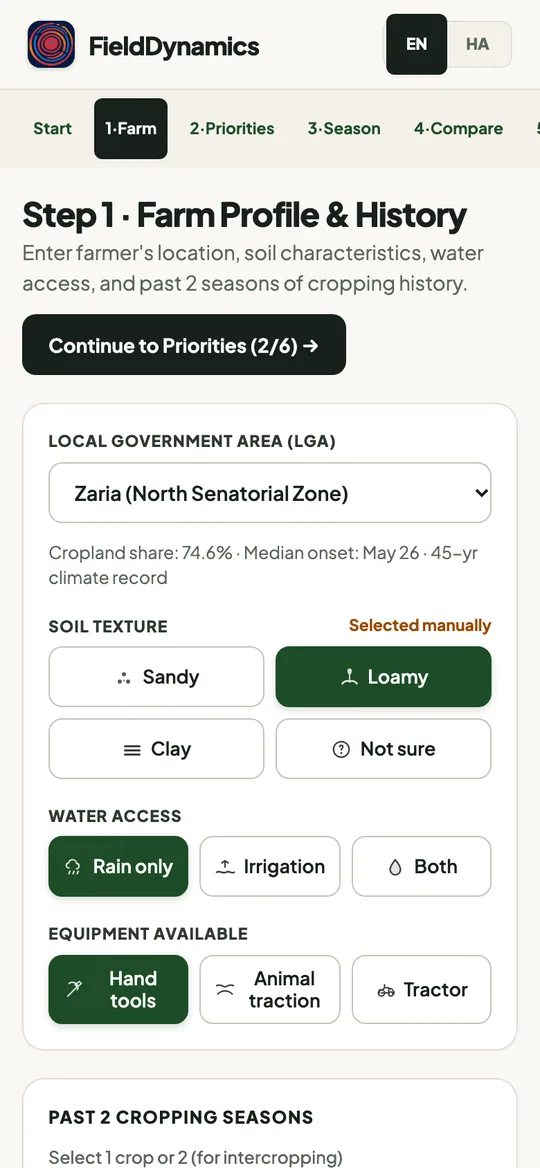 FieldDynamics
EN
HA
Start
1·Farm
2·Priorities
3·Season
4·Compare
5
Step 1 · Farm Profile & History
Enter farmer's location, soil characteristics, water
access, and past 2 seasons of cropping history.
Continue to Priorities (2/6) →
LOCAL GOVERNMENT AREA (LGA)
Zaria (North Senatorial Zone)
Cropland share: 74.6% · Median onset: May 26 · 45–yr
climate record
SOIL TEXTURE
Selected manually
Sandy
Loamy
Clay
Not sure
WATER ACCESS
Rain only
Irrigation
Both
EQUIPMENT AVAILABLE
Hand
tools
Animal
traction
Tractor
PAST 2 CROPPING SEASONS
Select 1 crop or 2 (for intercropping)